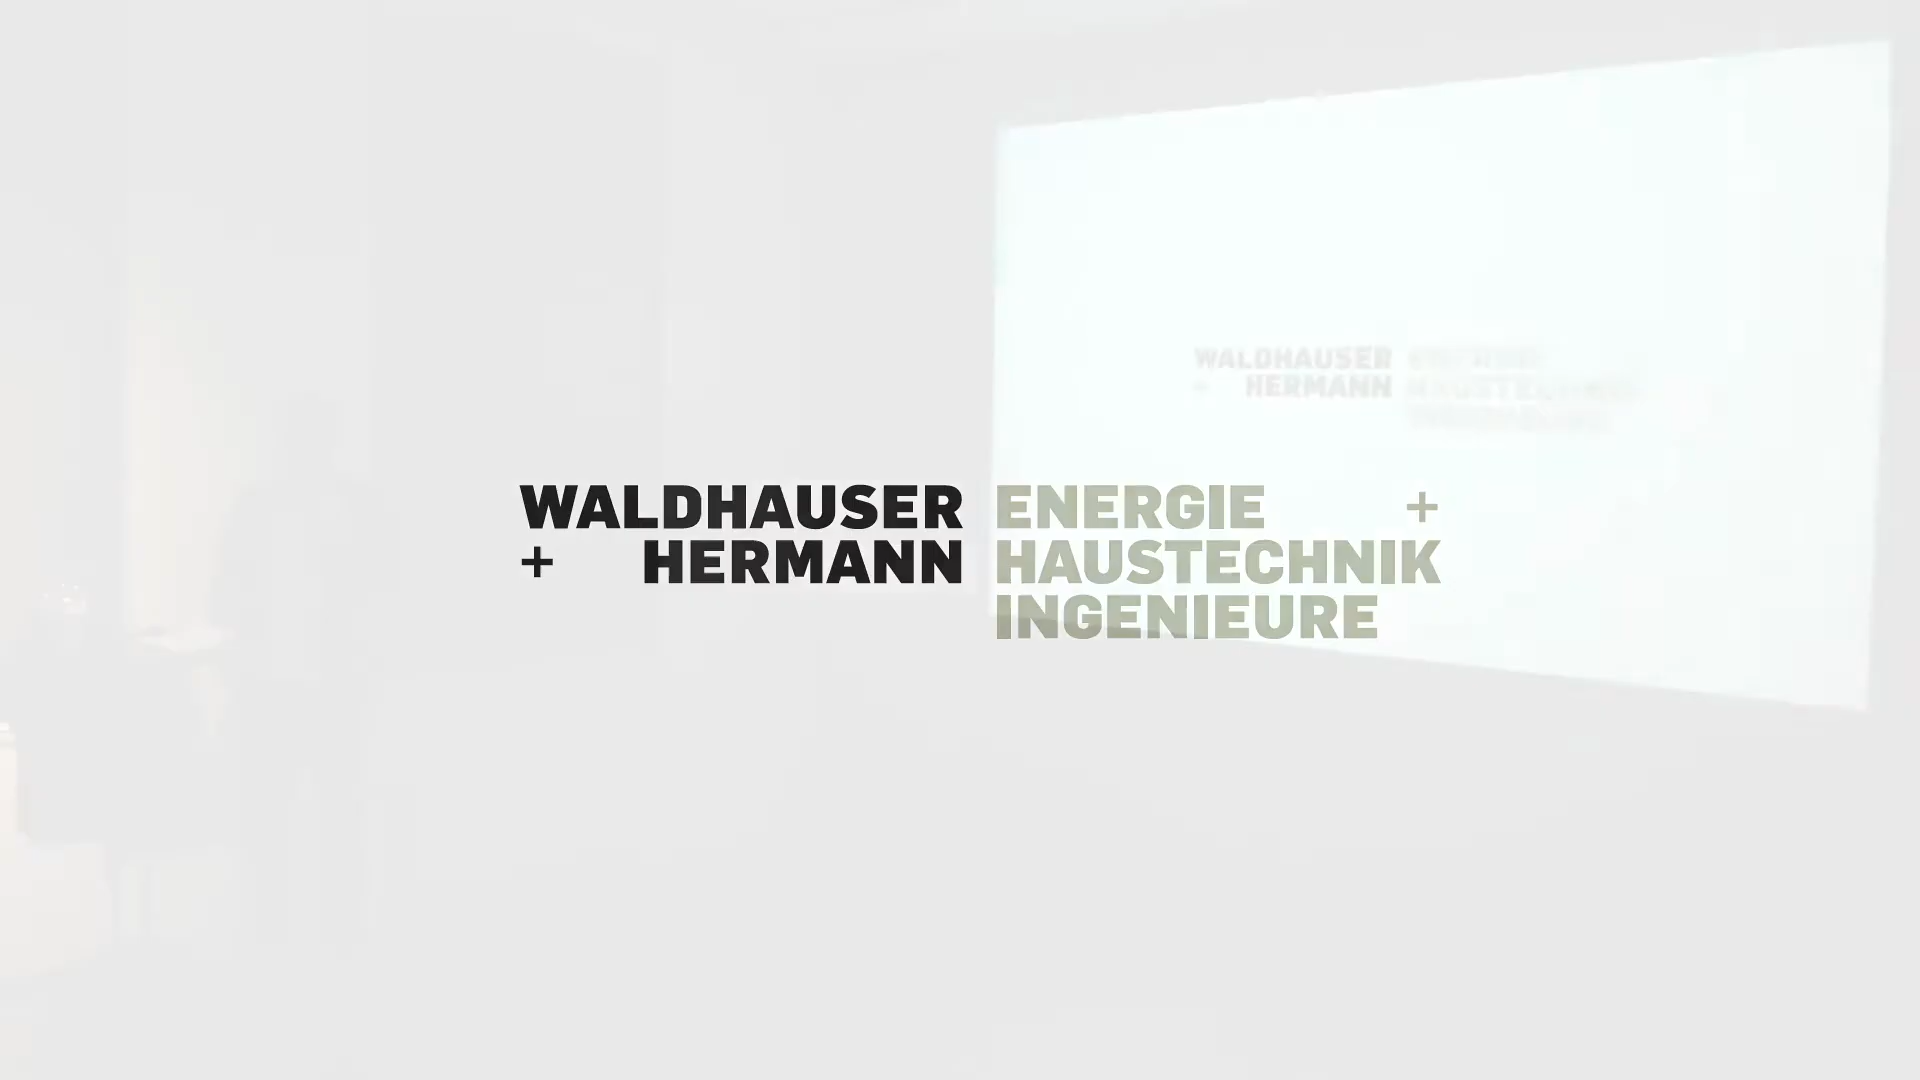 WALDHAUSER
+ HERMANN
ENERGIE +
HAUSTECHNIK
INGENIEURE
WALDHAUSER
HERMANN